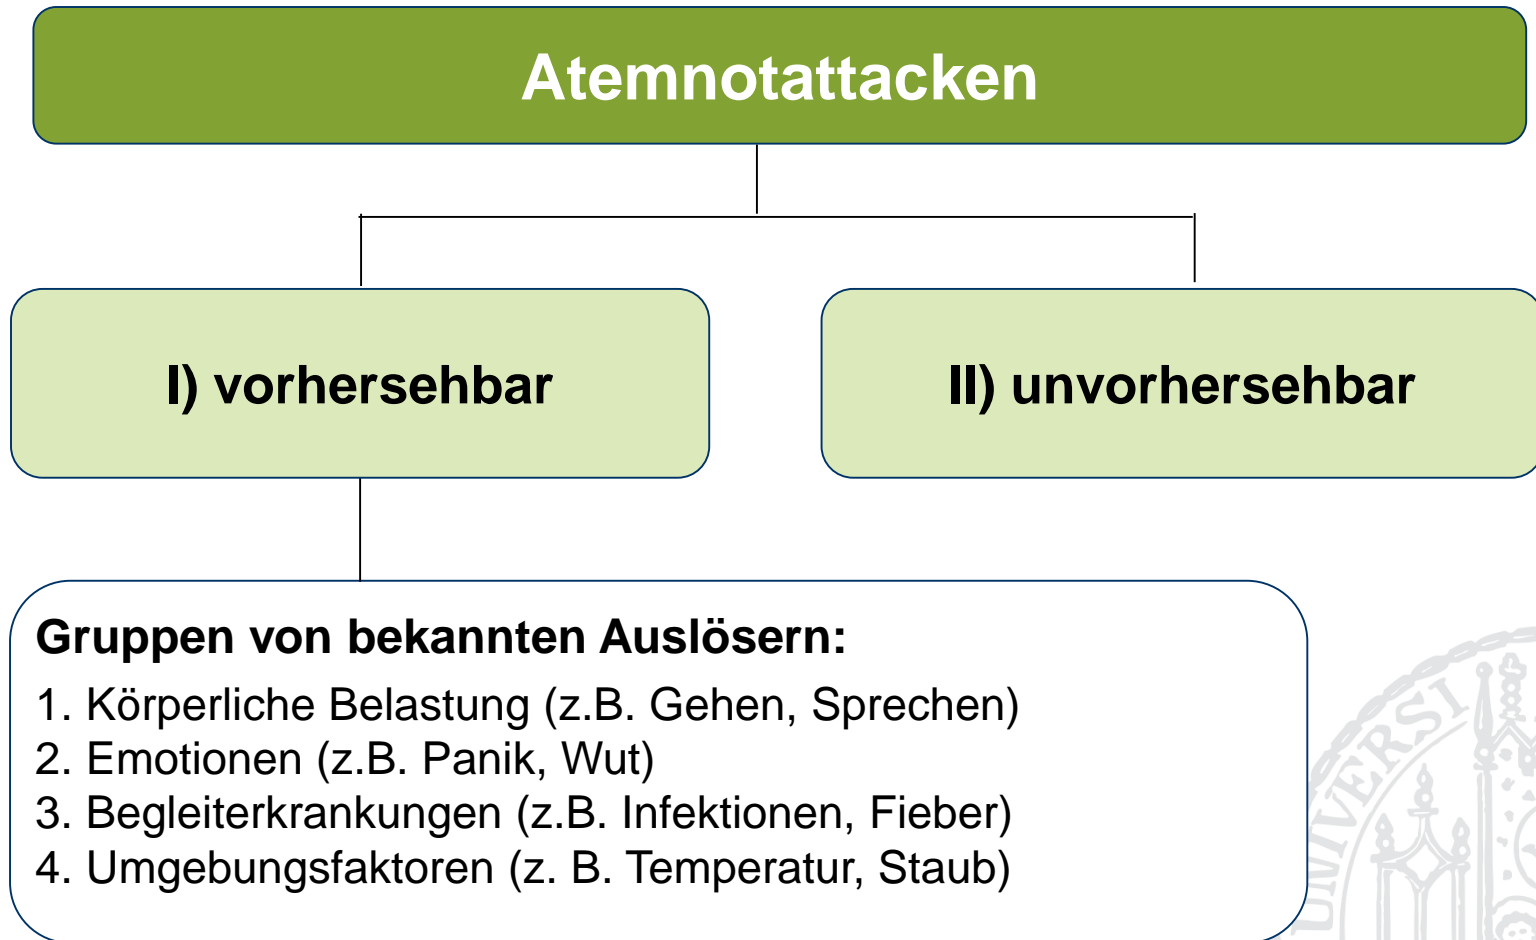 Atemnotattacken
I) vorhersehbar
II) unvorhersehbar
Gruppen von bekannten Auslösern:
1. Körperliche Belastung (z.B. Gehen, Sprechen)
2. Emotionen (z.B. Panik, Wut)
3. Begleiterkrankungen (z.B. Infektionen, Fieber)
4. Umgebungsfaktoren (z. B. Temperatur, Staub)
UNIVERSI